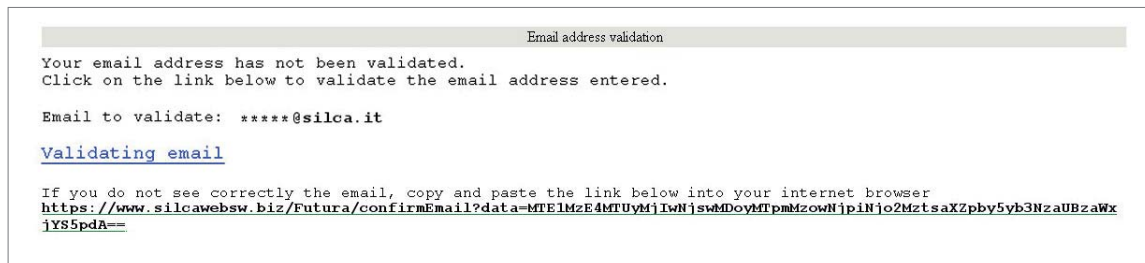 Email address validation
Your email address has not been validated.
Click on the link below to validate the email address entered.
Email to validate: *****@silca.it
Validating email
If you do not see correctly the email, copy and paste the link below into your internet browser
https://www.silcawebsw.biz/Futura/confirmEmail?data=MTE1MzE4MTUyMjIwNjswMDoyMTpmMzowNjpiNjo2MztsaXZpby5yb3NzaUBzaWx
jYS5pdA==